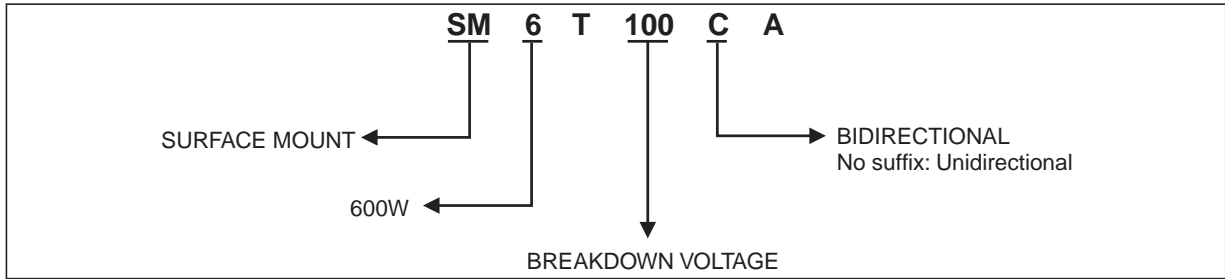 SM 6 T 100 C A
SURFACE MOUNT
BIDIRECTIONAL
No suffix: Unidirectional
600W
BREAKDOWN VOLTAGE